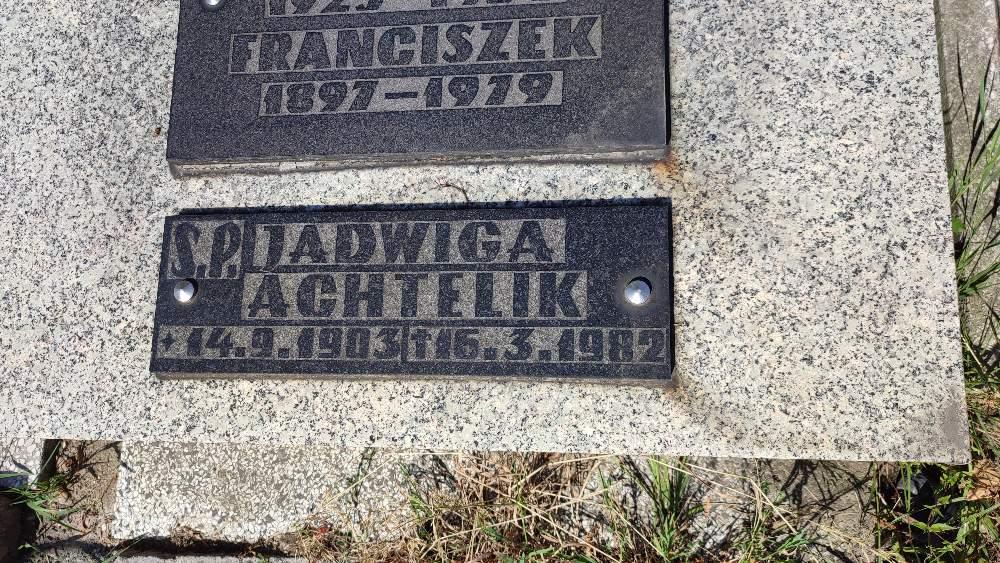 FRANCISZEK
1897–1979
Ś.P. JADWIGA
ACHTELIK
* 14.9.1903 † 16.3.1982